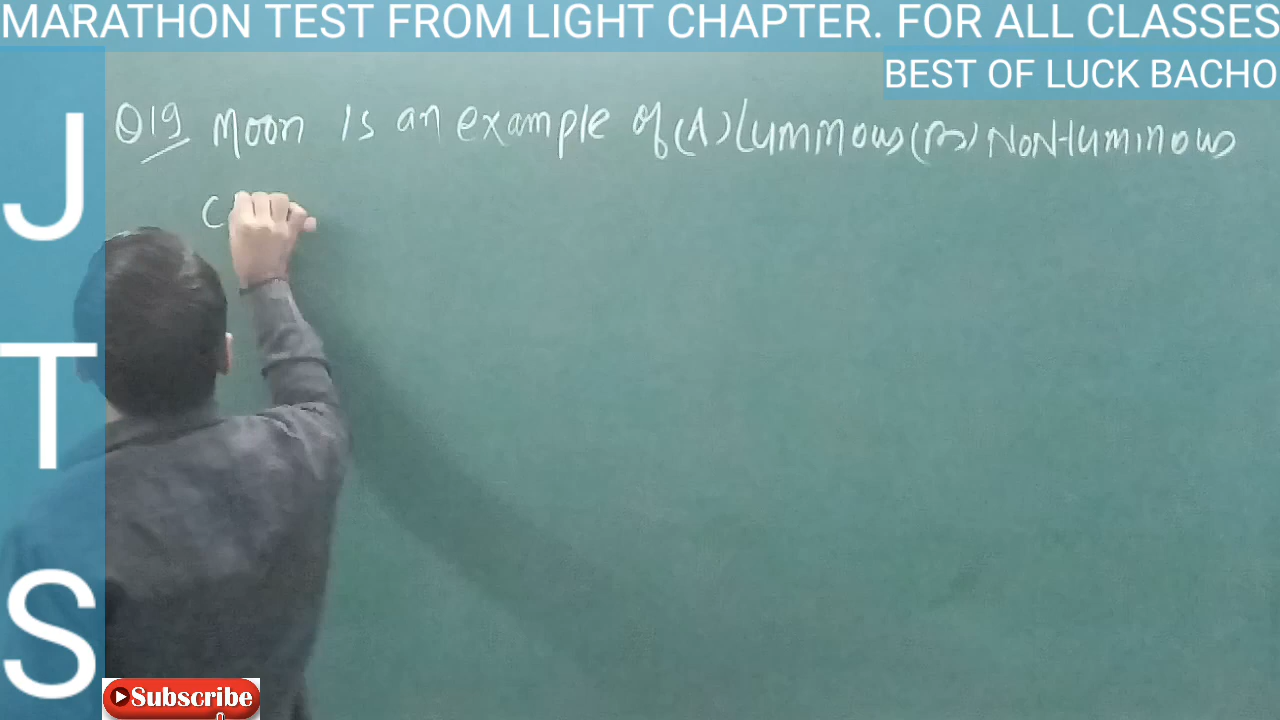 MARATHON TEST FROM LIGHT CHAPTER. FOR ALL CLASSES
BEST OF LUCK BACHO
Q19 Moon is an example of (A) Luminous (B) Non-luminous
(
J
T
S
Subscribe